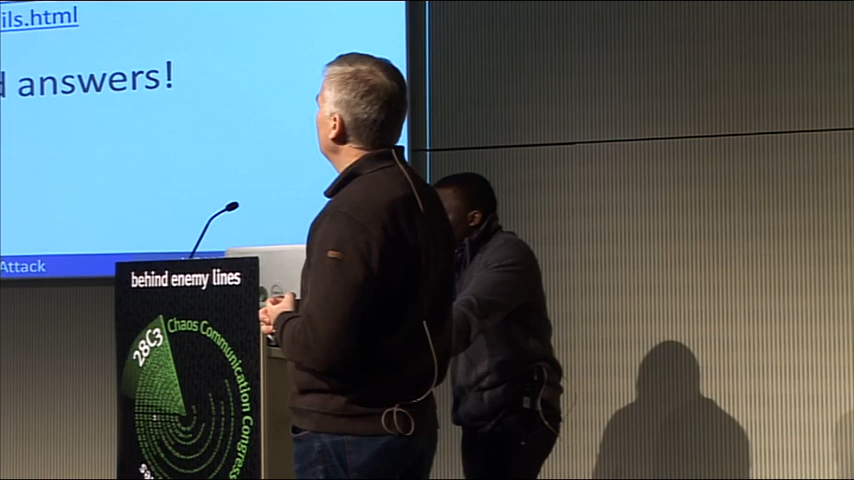 ils.html
answers!
Attack
behind enemy lines
28C3
Chaos Communication Congress